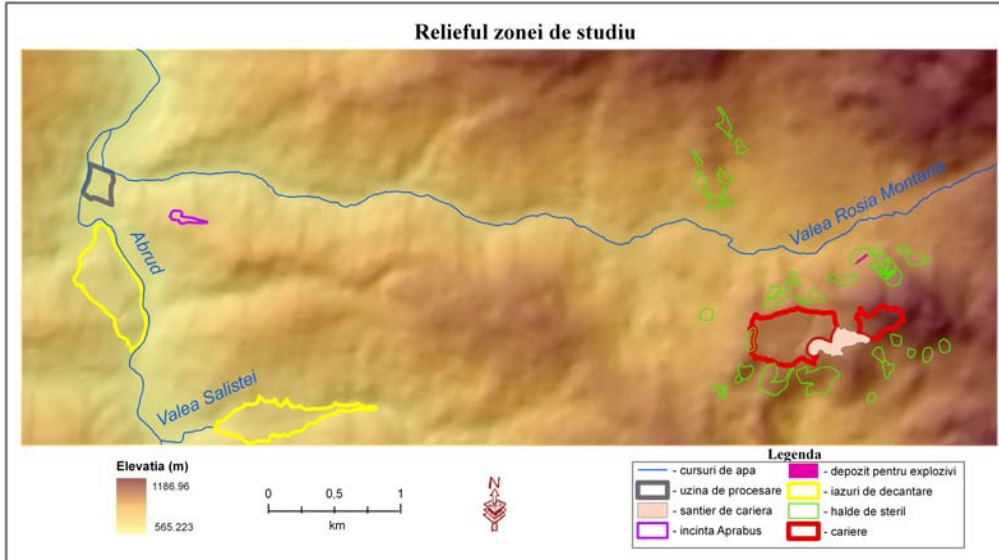 Relieful zonei de studiu
Valea Rosia Montana
Abrud
Valea Salistei
Elevatia (m)
1186.96
565.223
0 0,5 1
km
N
Legenda
- cursuri de apa
- uzina de procesare
- santier de cariera
- incinta Aprabus
- depozit pentru explozivi
- iazuri de decantare
- halde de steril
- cariere